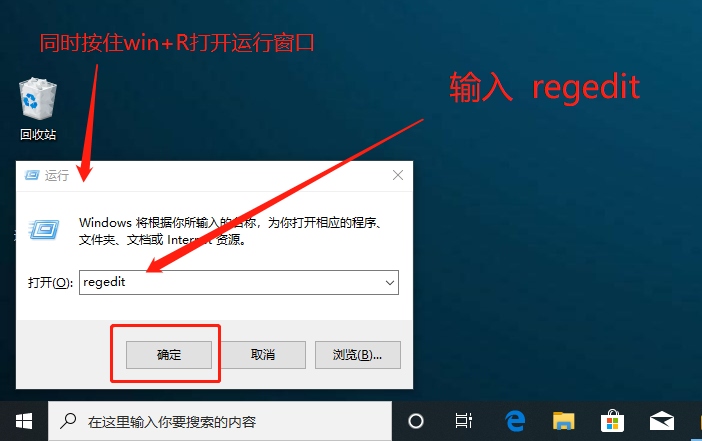 同时按住win+R打开运行窗口
输入 regedit
回收站
运行
Windows 将根据你所输入的名称，为你打开相应的程序、
文件夹、文档或 Internet 资源。
打开(O):
regedit
确定
取消
浏览(B)...
在这里输入你要搜索的内容